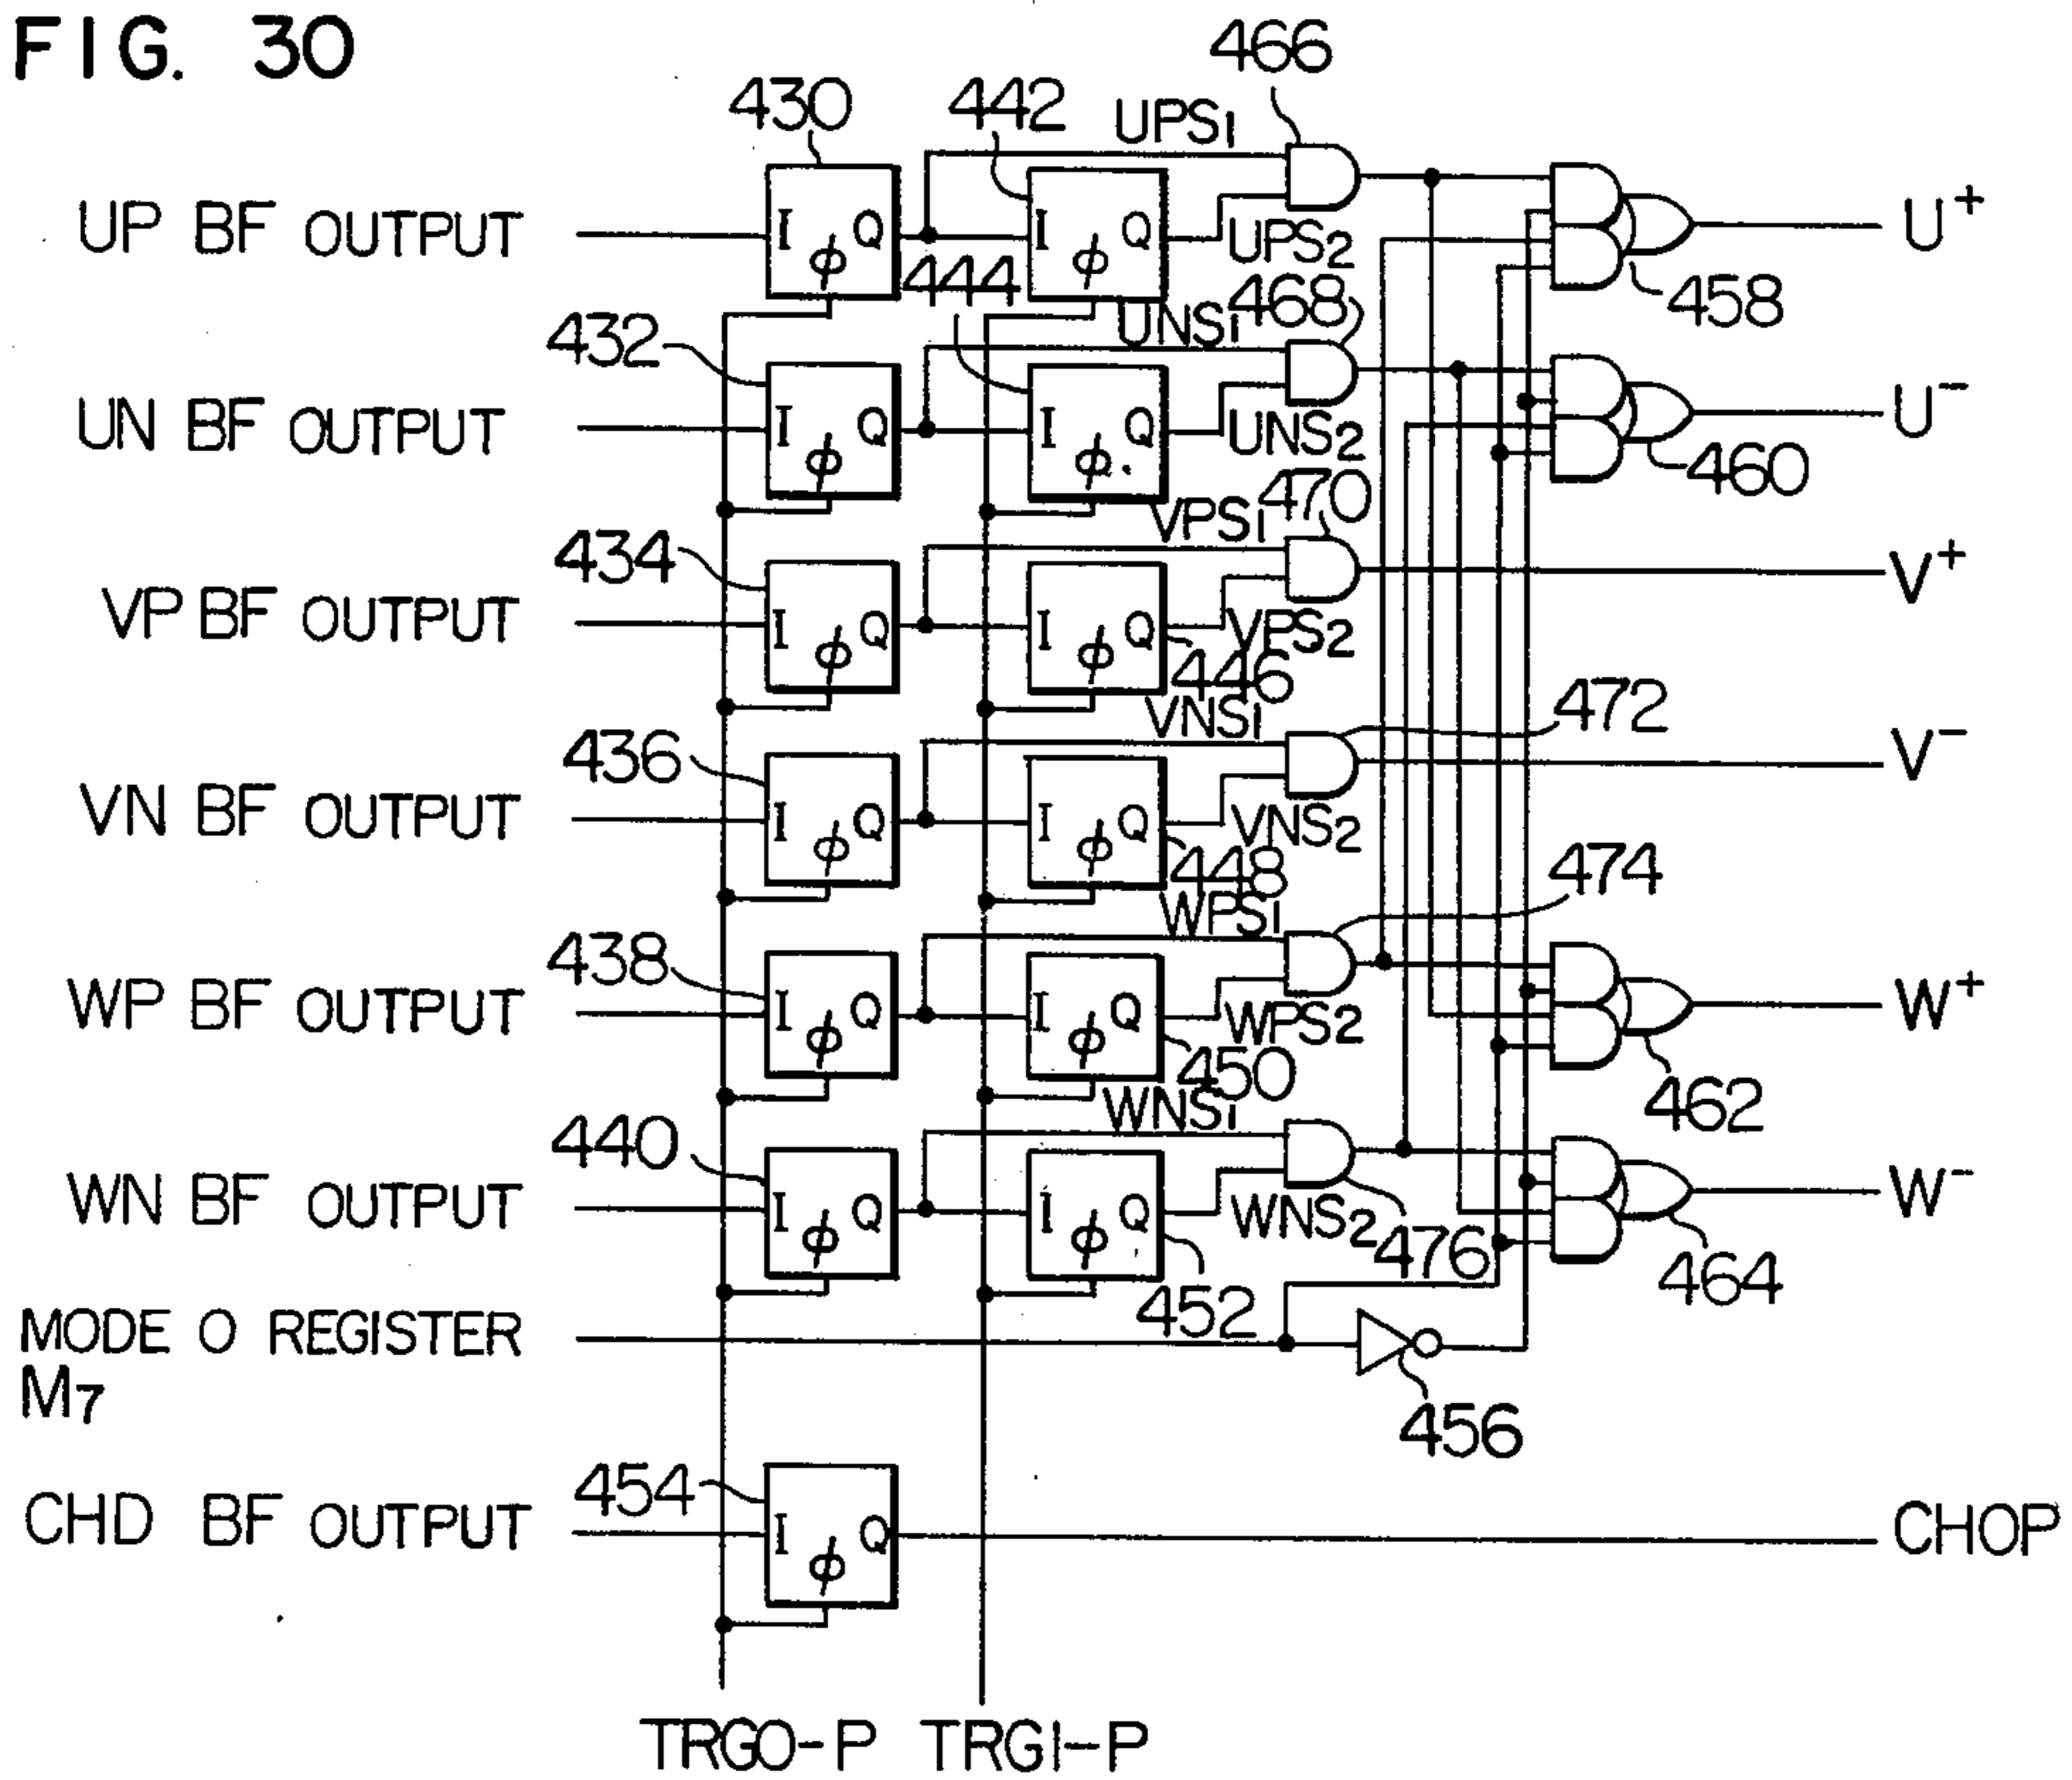 FIG. 30
466
430
442
UPS1
UP BF OUTPUT
I
Q
φ
I
Q
φ
UPS2
458
U+
444
432
UNS1
468
UN BF OUTPUT
I
Q
φ
I
Q
φ
UNS2
460
U-
434
VPS1
470
VP BF OUTPUT
I
Q
φ
I
Q
φ
VPS2
446
V+
436
VNS1
472
VN BF OUTPUT
I
Q
φ
I
Q
φ
VNS2
448
V-
438
WPS1
474
WP BF OUTPUT
I
Q
φ
I
Q
φ
WPS2
450
462
W+
440
WNS1
WN BF OUTPUT
I
Q
φ
I
Q
φ
WNS2
476
452
464
W-
MODE 0 REGISTER
M7
456
454
CHD BF OUTPUT
I
Q
φ
CHOP
TRG0-P
TRG1-P